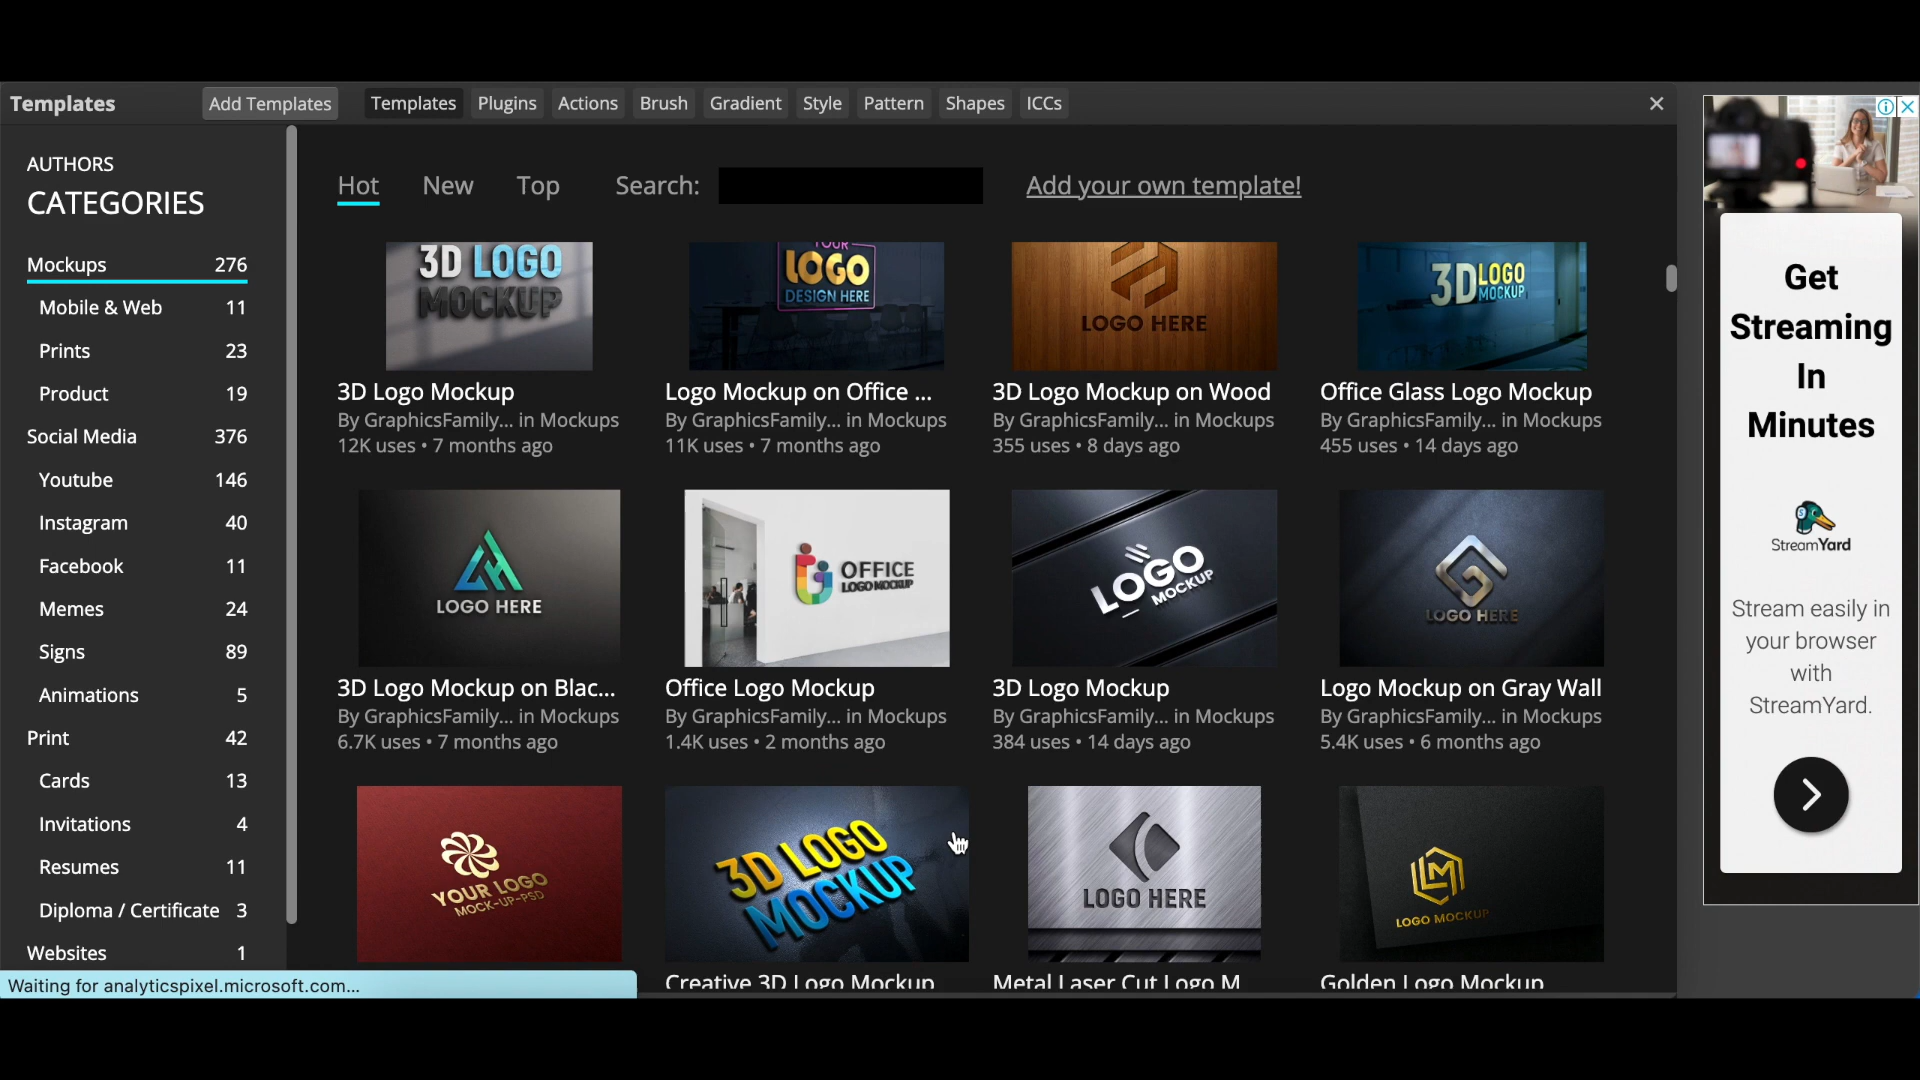 Templates
Add Templates
Templates
Plugins
Actions
Brush
Gradient
Style
Pattern
Shapes
ICCs
AUTHORS
CATEGORIES
Mockups 276
Mobile & Web 11
Prints 23
Product 19
Social Media 376
Youtube 146
Instagram 40
Facebook 11
Memes 24
Signs 89
Animations 5
Print 42
Cards 13
Invitations 4
Resumes 11
Diploma / Certificate 3
Websites 1
Waiting for analyticspixel.microsoft.com...
Hot
New
Top
Search:
Add your own template!
3D LOGO
MOCKUP
3D Logo Mockup
By GraphicsFamily... in Mockups
12K uses • 7 months ago
YOUR
LOGO
DESIGN HERE
Logo Mockup on Office ...
By GraphicsFamily... in Mockups
11K uses • 7 months ago
LOGO HERE
3D Logo Mockup on Wood
By GraphicsFamily... in Mockups
355 uses • 8 days ago
3D LOGO
MOCKUP
Office Glass Logo Mockup
By GraphicsFamily... in Mockups
455 uses • 14 days ago
LOGO HERE
3D Logo Mockup on Blac...
By GraphicsFamily... in Mockups
6.7K uses • 7 months ago
OFFICE
LOGO MOCKUP
Office Logo Mockup
By GraphicsFamily... in Mockups
1.4K uses • 2 months ago
LOGO
MOCKUP
3D Logo Mockup
By GraphicsFamily... in Mockups
384 uses • 14 days ago
LOGO HERE
Logo Mockup on Gray Wall
By GraphicsFamily... in Mockups
5.4K uses • 6 months ago
YOUR LOGO
MOCK-UP-PSD
3D LOGO
MOCKUP
Creative 3D Logo Mockup
LOGO HERE
Metal Laser Cut Logo M
LM
LOGO MOCKUP
Golden Logo Mockup
Get
Streaming
In
Minutes
StreamYard
Stream easily in
your browser
with
StreamYard.